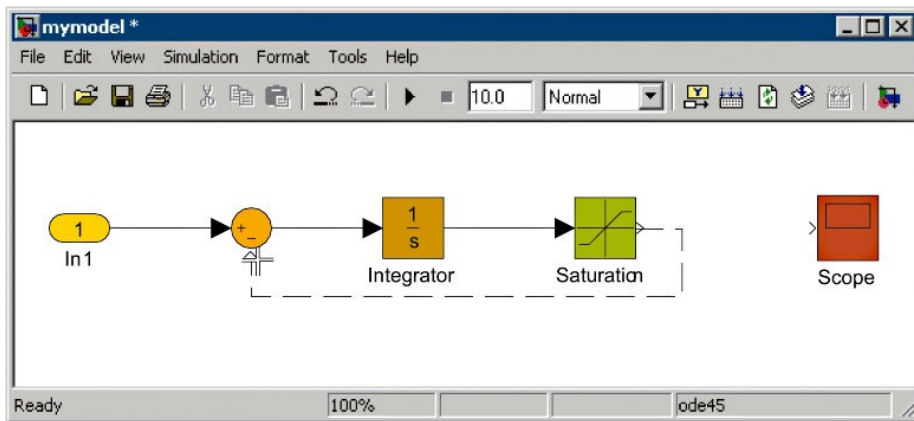 mymodel *
File Edit View Simulation Format Tools Help
10.0 Normal
1
In1
+
−
1
s
Integrator
Saturation
Scope
Ready 100% ode45